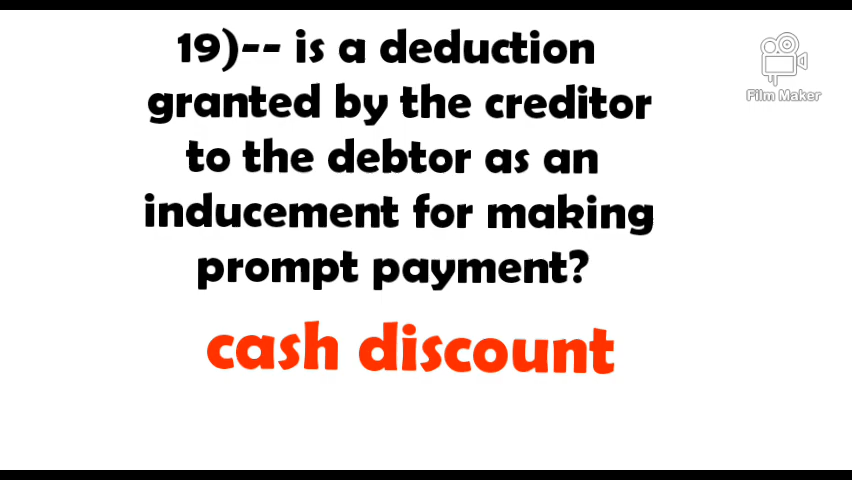 19)-- is a deduction
granted by the creditor
to the debtor as an
inducement for making
prompt payment?
cash discount
Film Maker